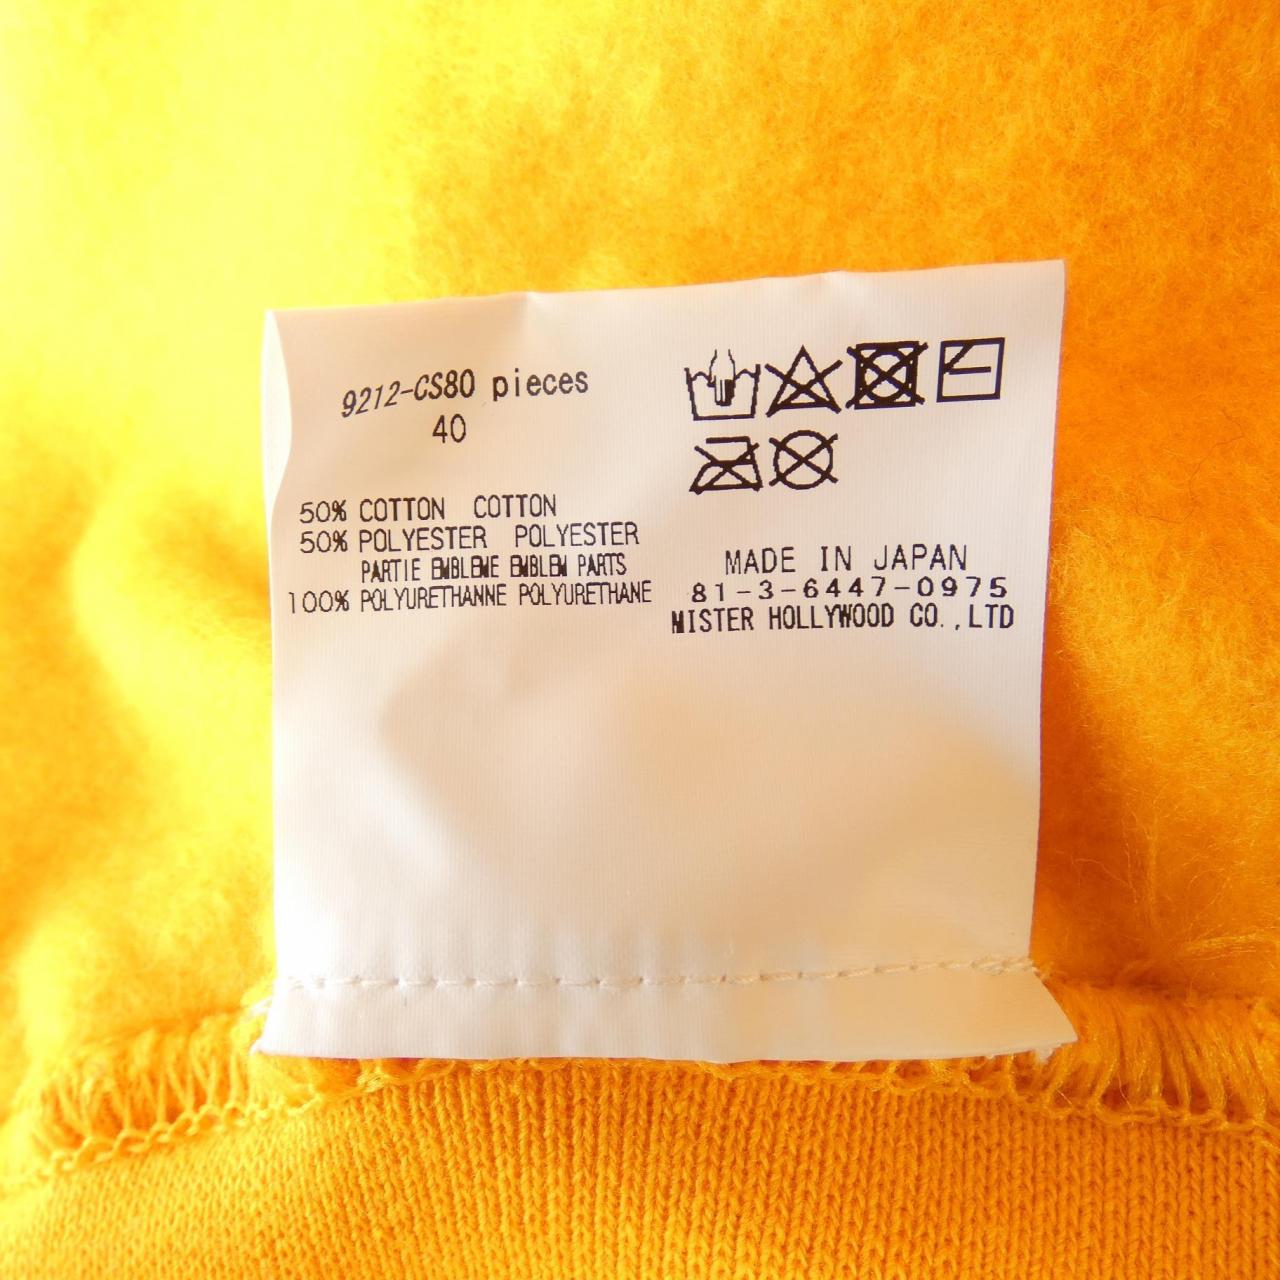 9212-CS80 pieces
40
50% COTTON COTTON
50% POLYESTER POLYESTER
PARTIE EMBLEME EMBLEM PARTS
100% POLYURETHANNE POLYURETHANE
MADE IN JAPAN
81-3-6447-0975
MISTER HOLLYWOOD CO.,LTD